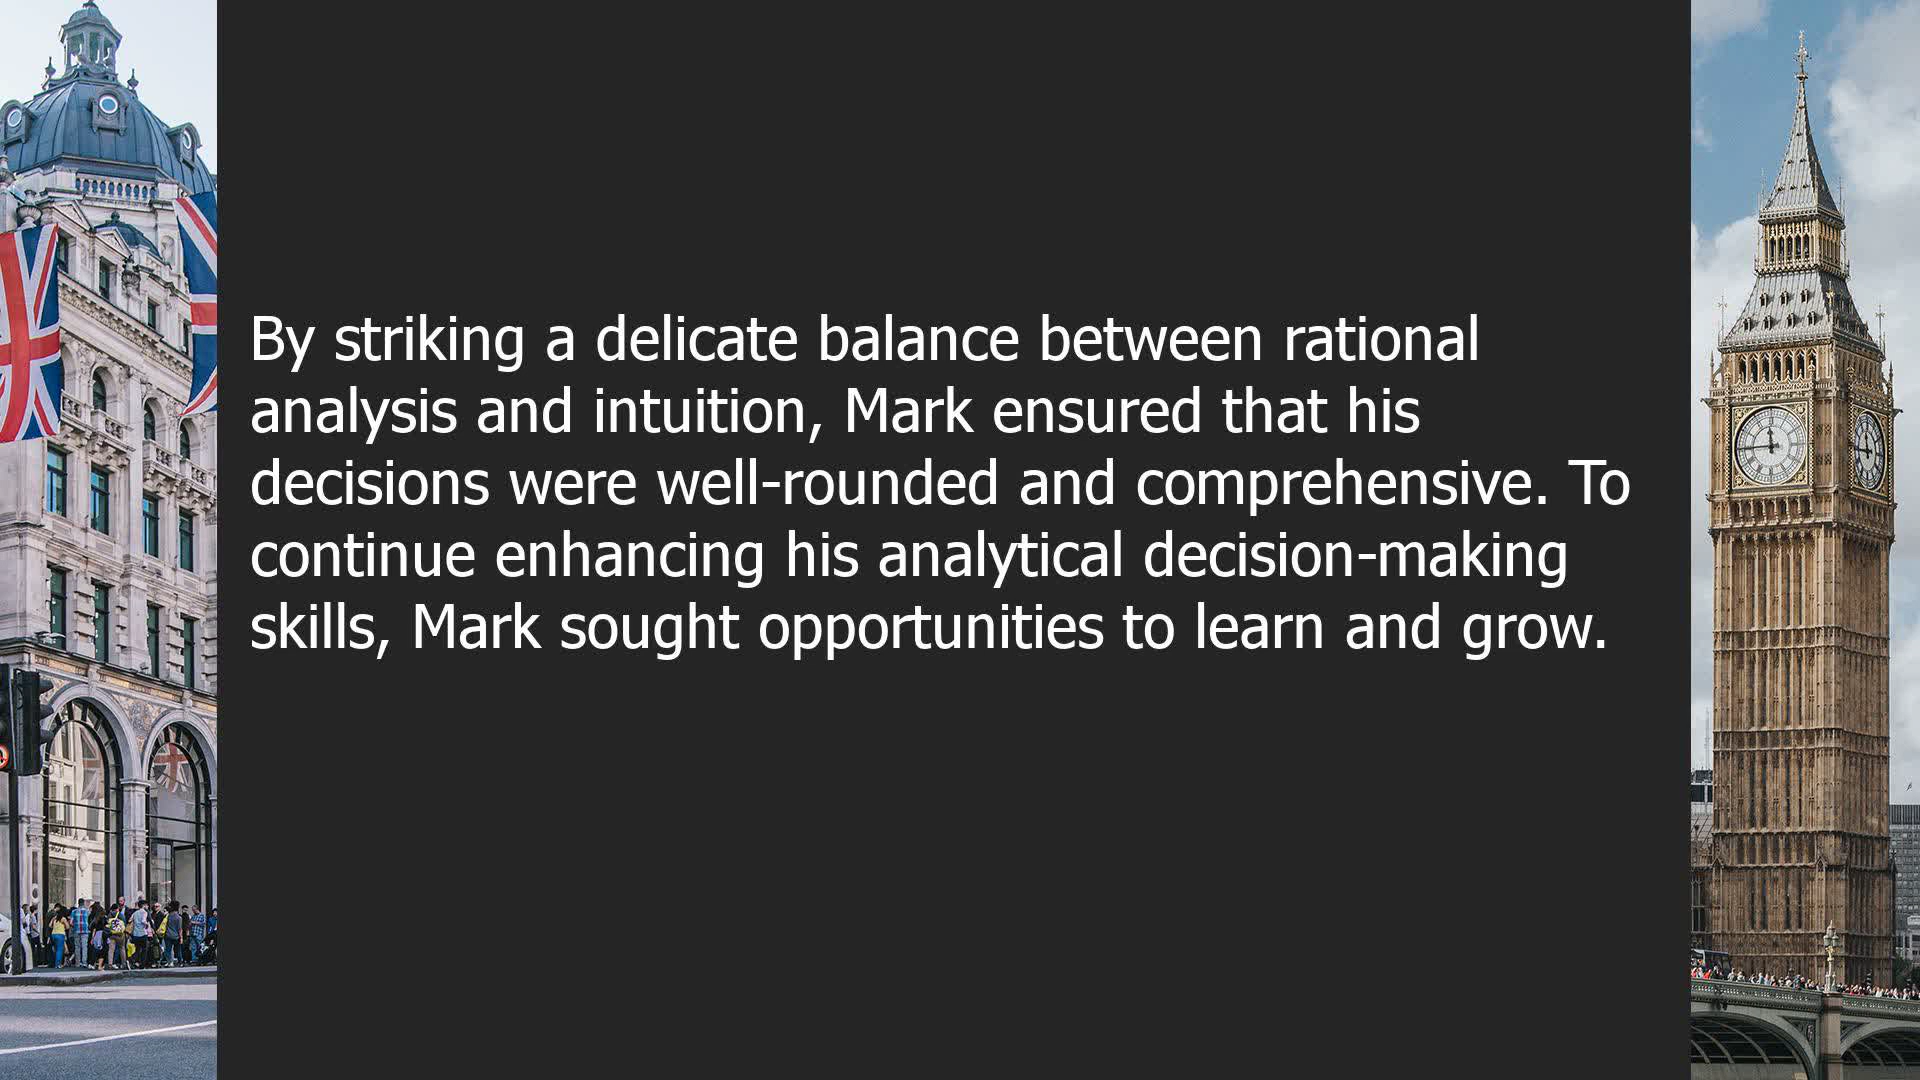 By striking a delicate balance between rational
analysis and intuition, Mark ensured that his
decisions were well-rounded and comprehensive. To
continue enhancing his analytical decision-making
skills, Mark sought opportunities to learn and grow.